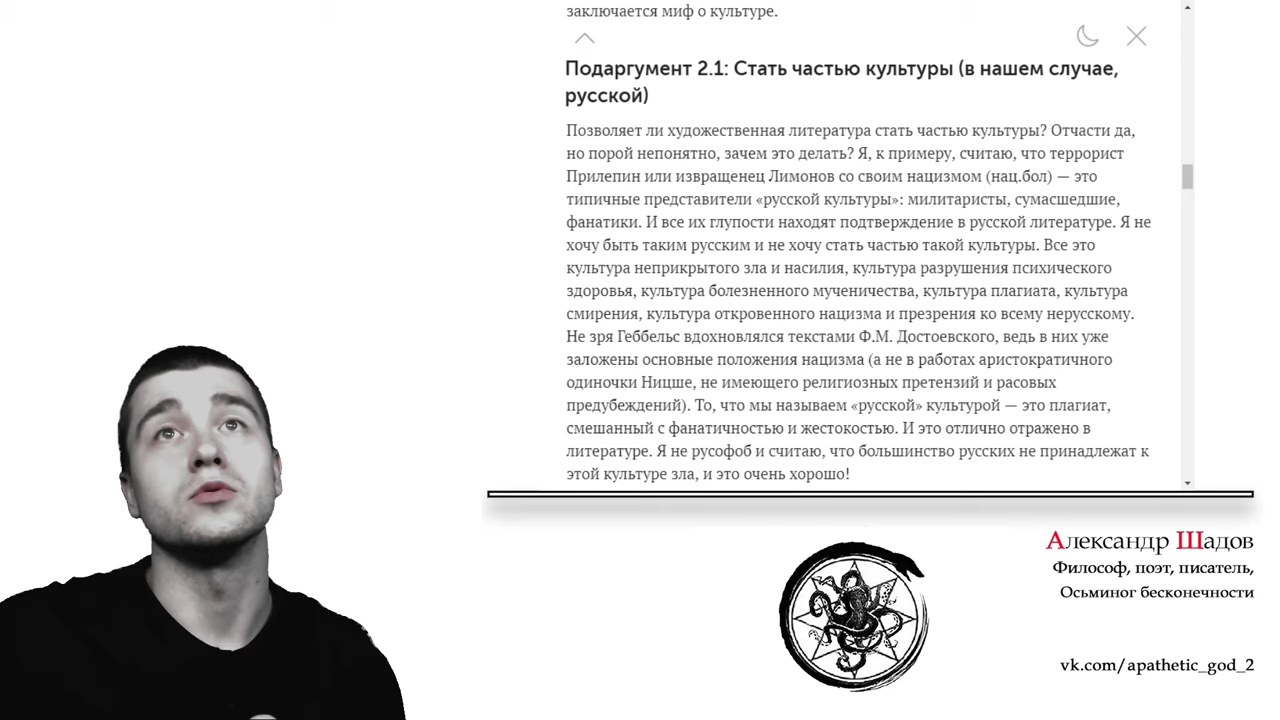 заключается миф о культуре.
Подаргумент 2.1: Стать частью культуры (в нашем случае,
русской)
Позволяет ли художественная литература стать частью культуры? Отчасти да,
но порой непонятно, зачем это делать? Я, к примеру, считаю, что террорист
Прилепин или извращенец Лимонов со своим нацизмом (нац.бол) — это
типичные представители «русской культуры»: милитаристы, сумасшедшие,
фанатики. И все их глупости находят подтверждение в русской литературе. Я не
хочу быть таким русским и не хочу стать частью такой культуры. Все это
культура неприкрытого зла и насилия, культура разрушения психического
здоровья, культура болезненного мученичества, культура плагиата, культура
смирения, культура откровенного нацизма и презрения ко всему нерусскому.
Не зря Геббельс вдохновлялся текстами Ф.М. Достоевского, ведь в них уже
заложены основные положения нацизма (а не в работах аристократичного
одиночки Ницше, не имеющего религиозных претензий и расовых
предубеждений). То, что мы называем «русской» культурой — это плагиат,
смешанный с фанатичностью и жестокостью. И это отлично отражено в
литературе. Я не русофоб и считаю, что большинство русских не принадлежат к
этой культуре зла, и это очень хорошо!
Александр Шадов
Философ, поэт, писатель,
Осьминог бесконечности
vk.com/apathetic_god_2